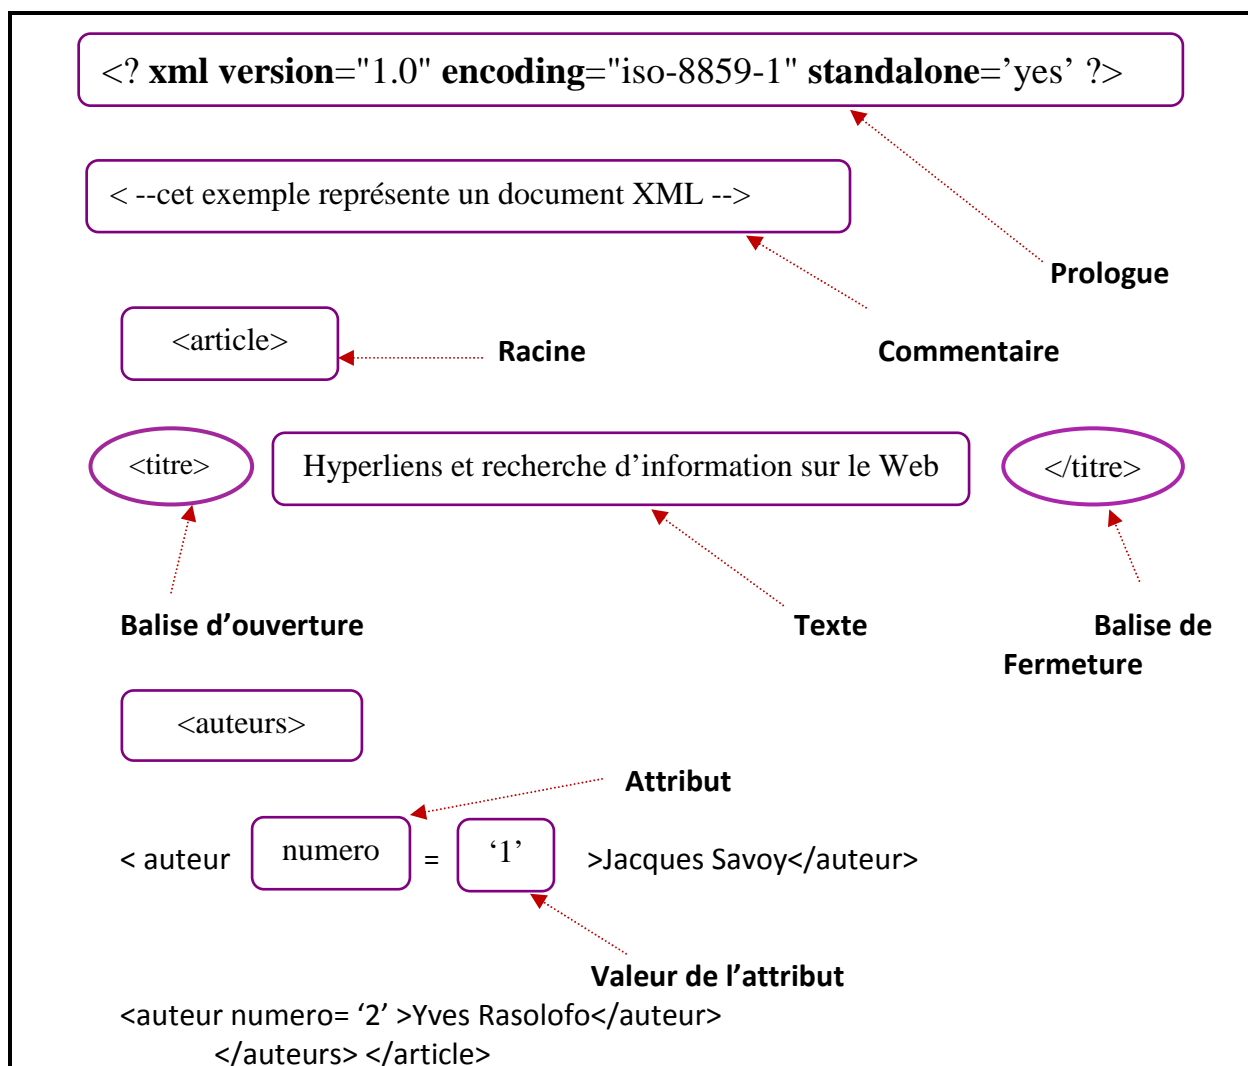 <? xml version="1.0" encoding="iso-8859-1" standalone=’yes’ ?>
< --cet exemple représente un document XML -->
Prologue
<article>
Racine
Commentaire
<titre> Hyperliens et recherche d’information sur le Web </titre>
Balise d’ouverture
Texte
Balise de
Fermeture
<auteurs>
Attribut
< auteur numero = ‘1’ >Jacques Savoy</auteur>
Valeur de l’attribut
<auteur numero= ‘2’ >Yves Rasolofo</auteur>
</auteurs> </article>